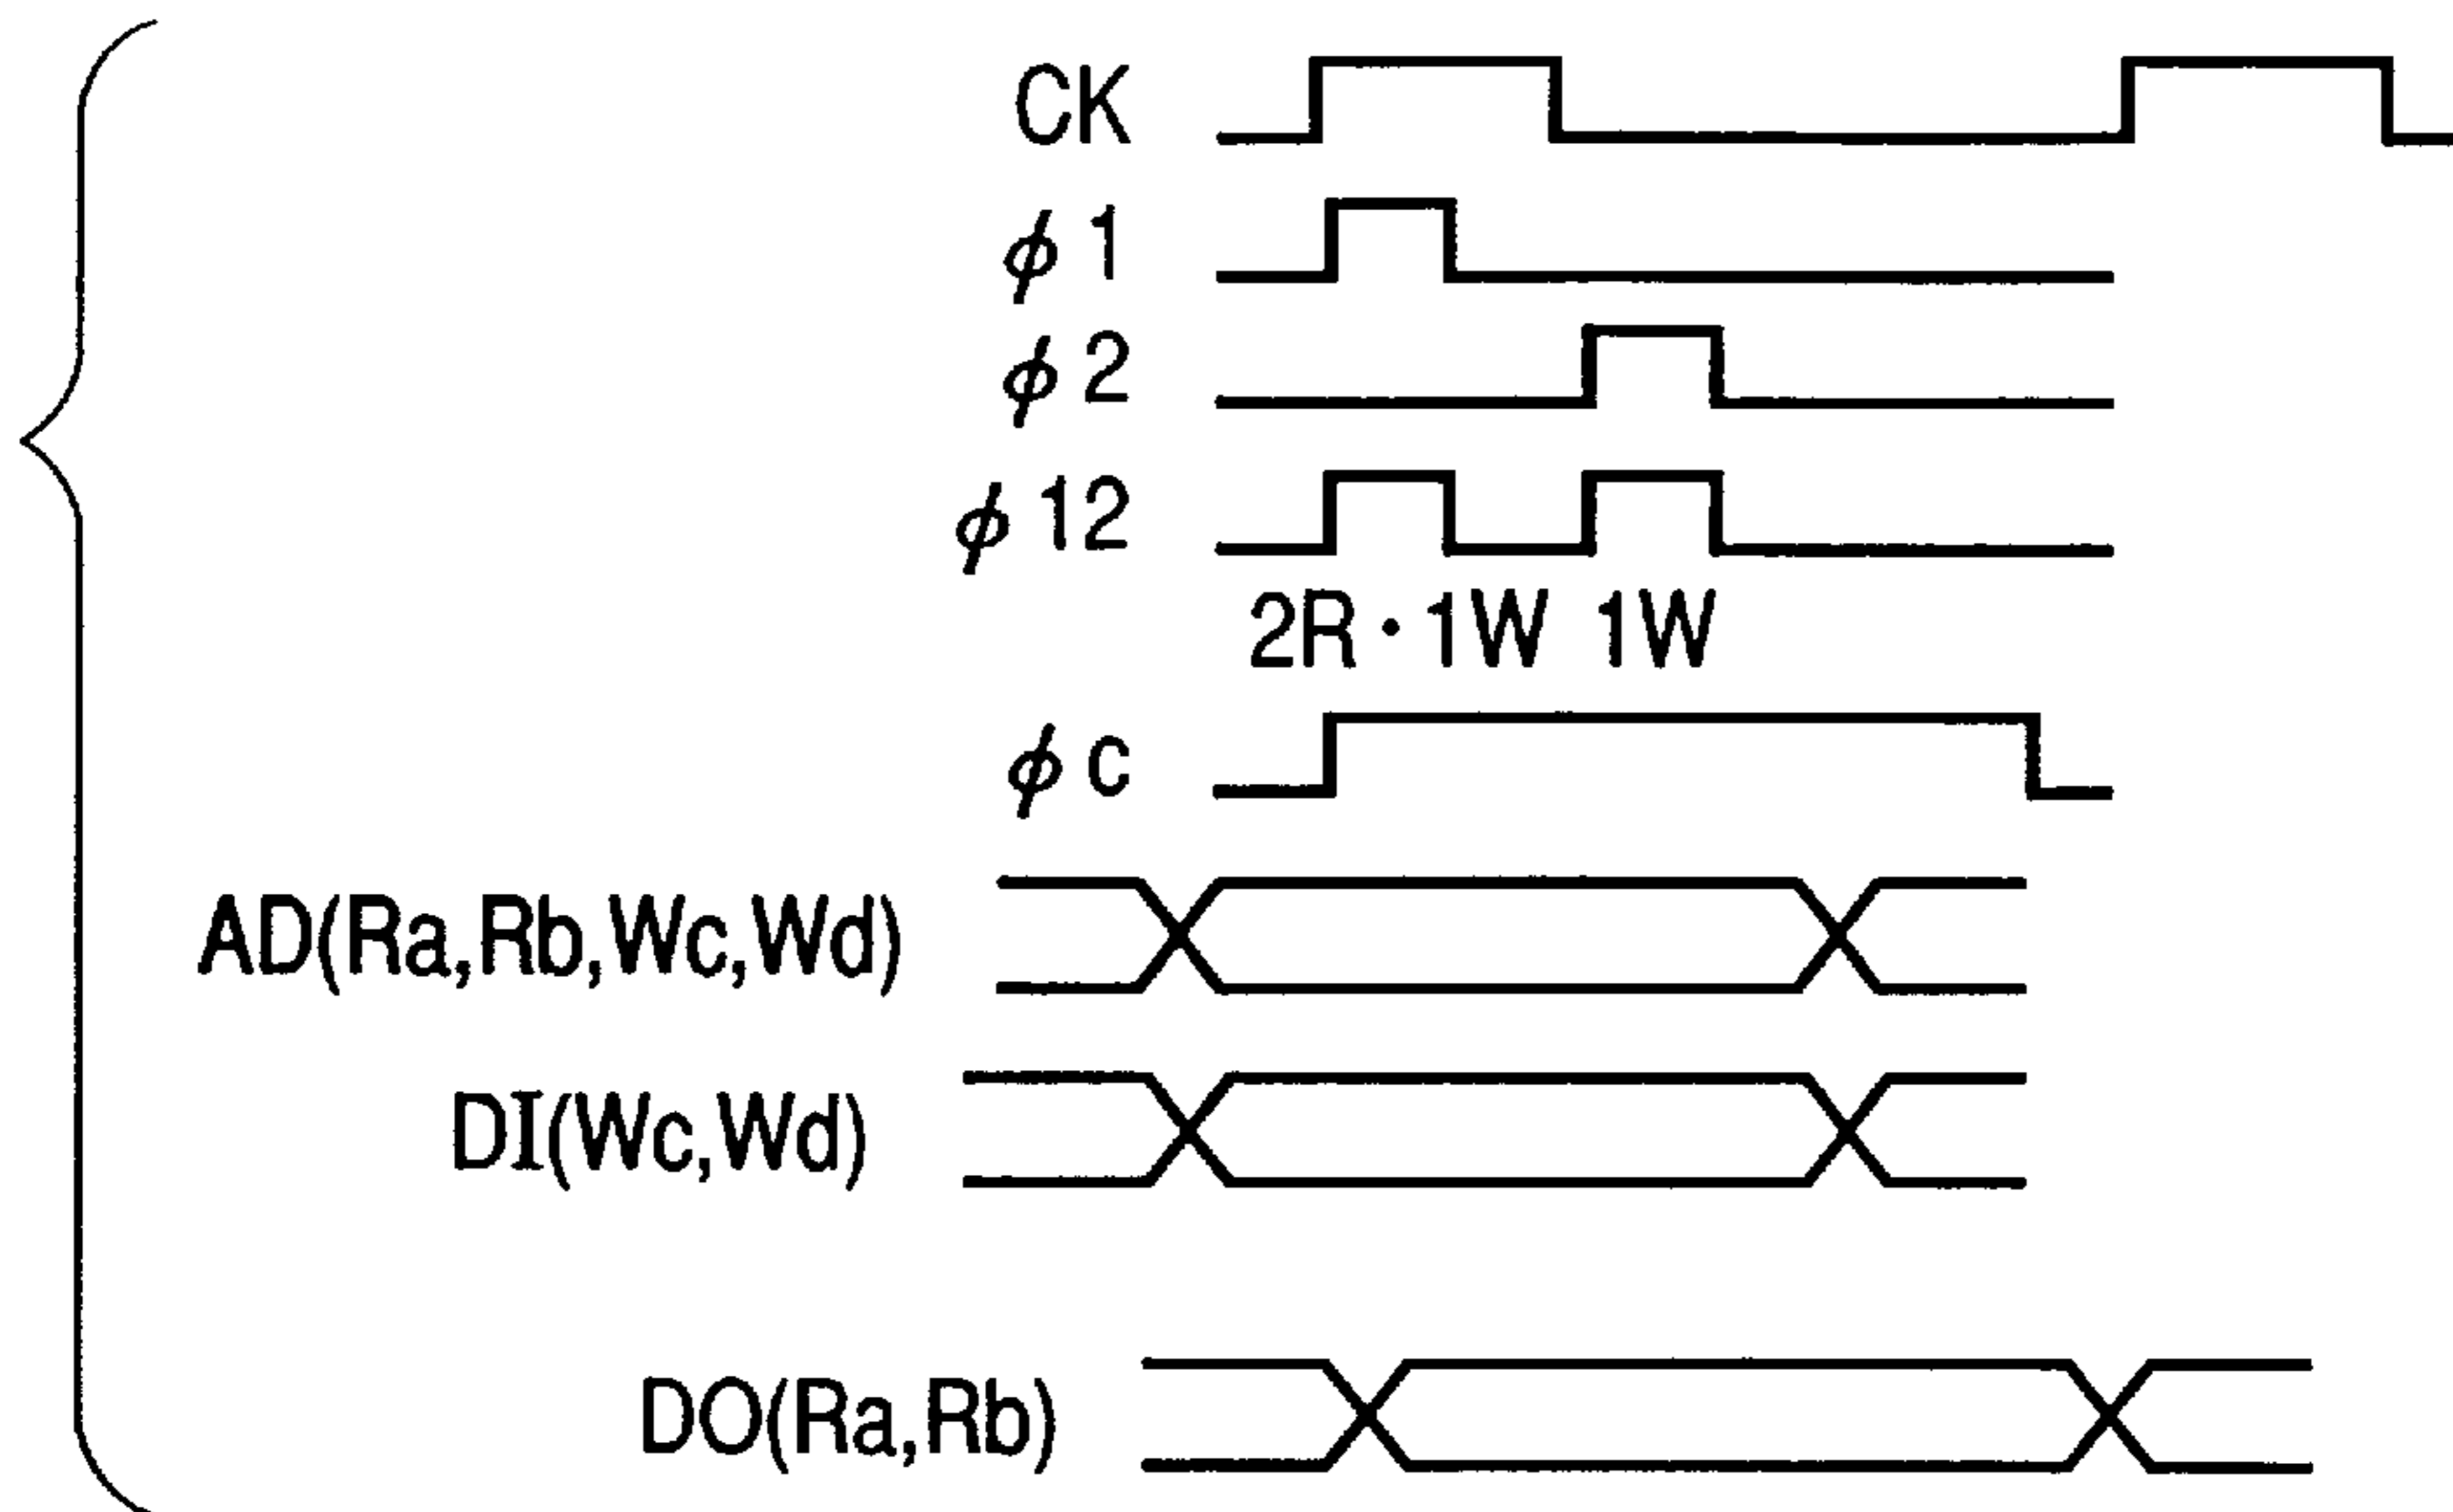 CK
ϕ1
ϕ2
ϕ12
2R・1W 1W
ϕc
AD(Ra,Rb,Wc,Wd)
DI(Wc,Wd)
DO(Ra,Rb)